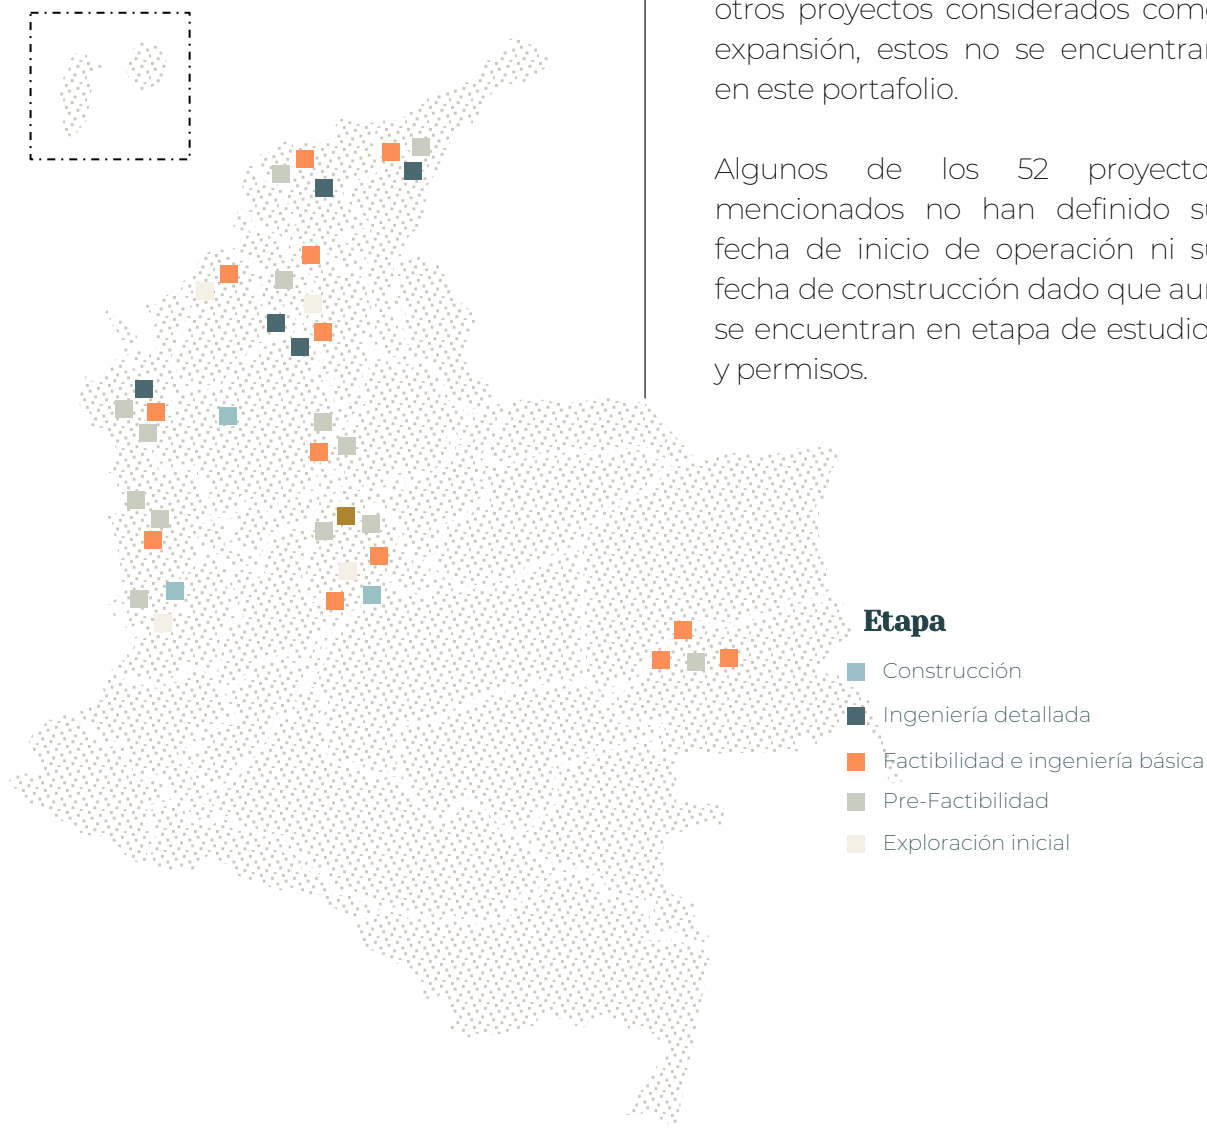 otros proyectos considerados como
expansión, estos no se encuentran
en este portafolio.
Algunos de los 52 proyecto
mencionados no han definido su
fecha de inicio de operación ni su
fecha de construcción dado que aun
se encuentran en etapa de estudio
y permisos.
Etapa
Construcción
Ingeniería detallada
Factibilidad e ingeniería básica
Pre-Factibilidad
Exploración inicial